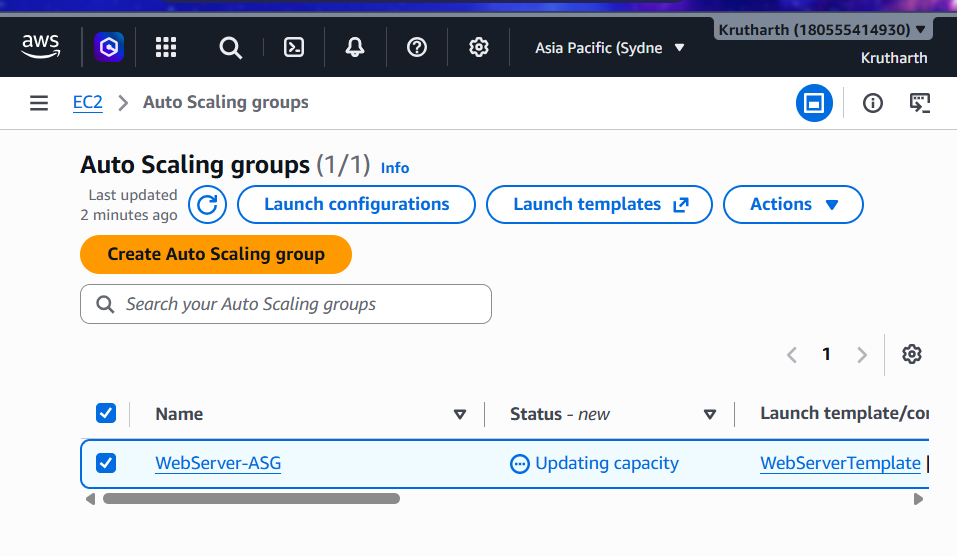 aws
Asia Pacific (Sydne
Krutharth (180555414930)
Krutharth
EC2
Auto Scaling groups
Auto Scaling groups (1/1) Info
Last updated
2 minutes ago
Launch configurations
Launch templates
Actions
Create Auto Scaling group
Search your Auto Scaling groups
1
Name
Status - new
Launch template/cor
WebServer-ASG
Updating capacity
WebServerTemplate